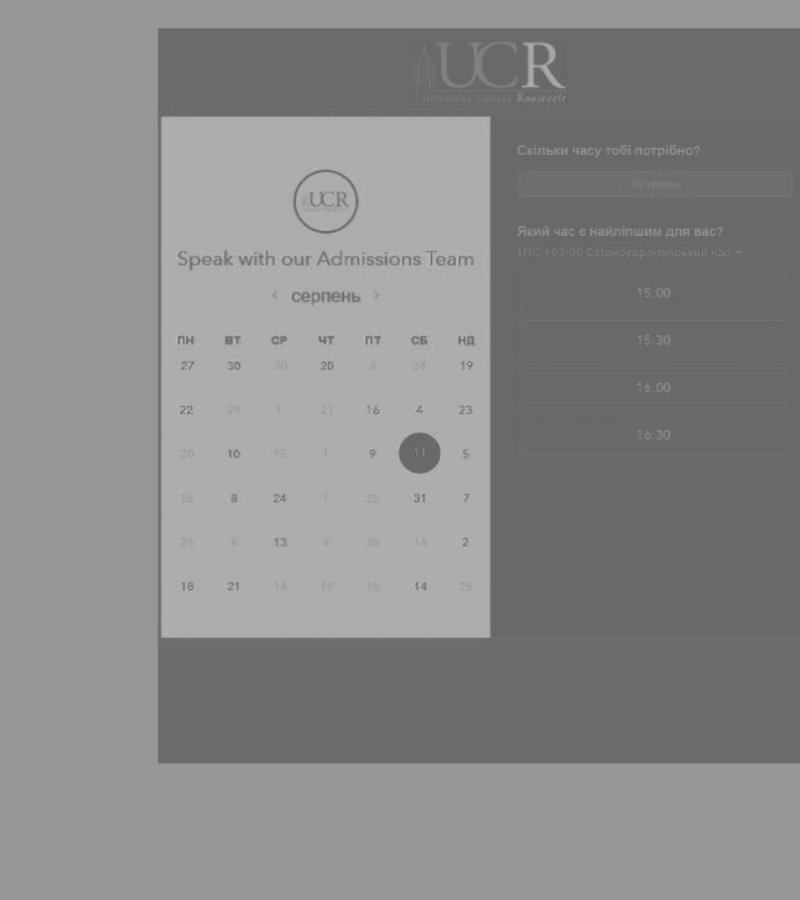 UCR
University College Roosevelt
UCR
Speak with our Admissions Team
‹ серпень ›
ПН ВТ СР ЧТ ПТ СБ НД
27 30 30 20 6 24 19
22 29 1 21 16 4 23
20 10 15 1 9 11 5
15 8 24 1 25 31 7
26 4 13 4 26 14 2
18 21 14 19 15 14 25
Скільки часу тобі потрібно?
30 хвилин
Який час є найліпшим для вас?
UTC +03:00 Східноєвропейський час
15:00
15:30
16:00
16:30